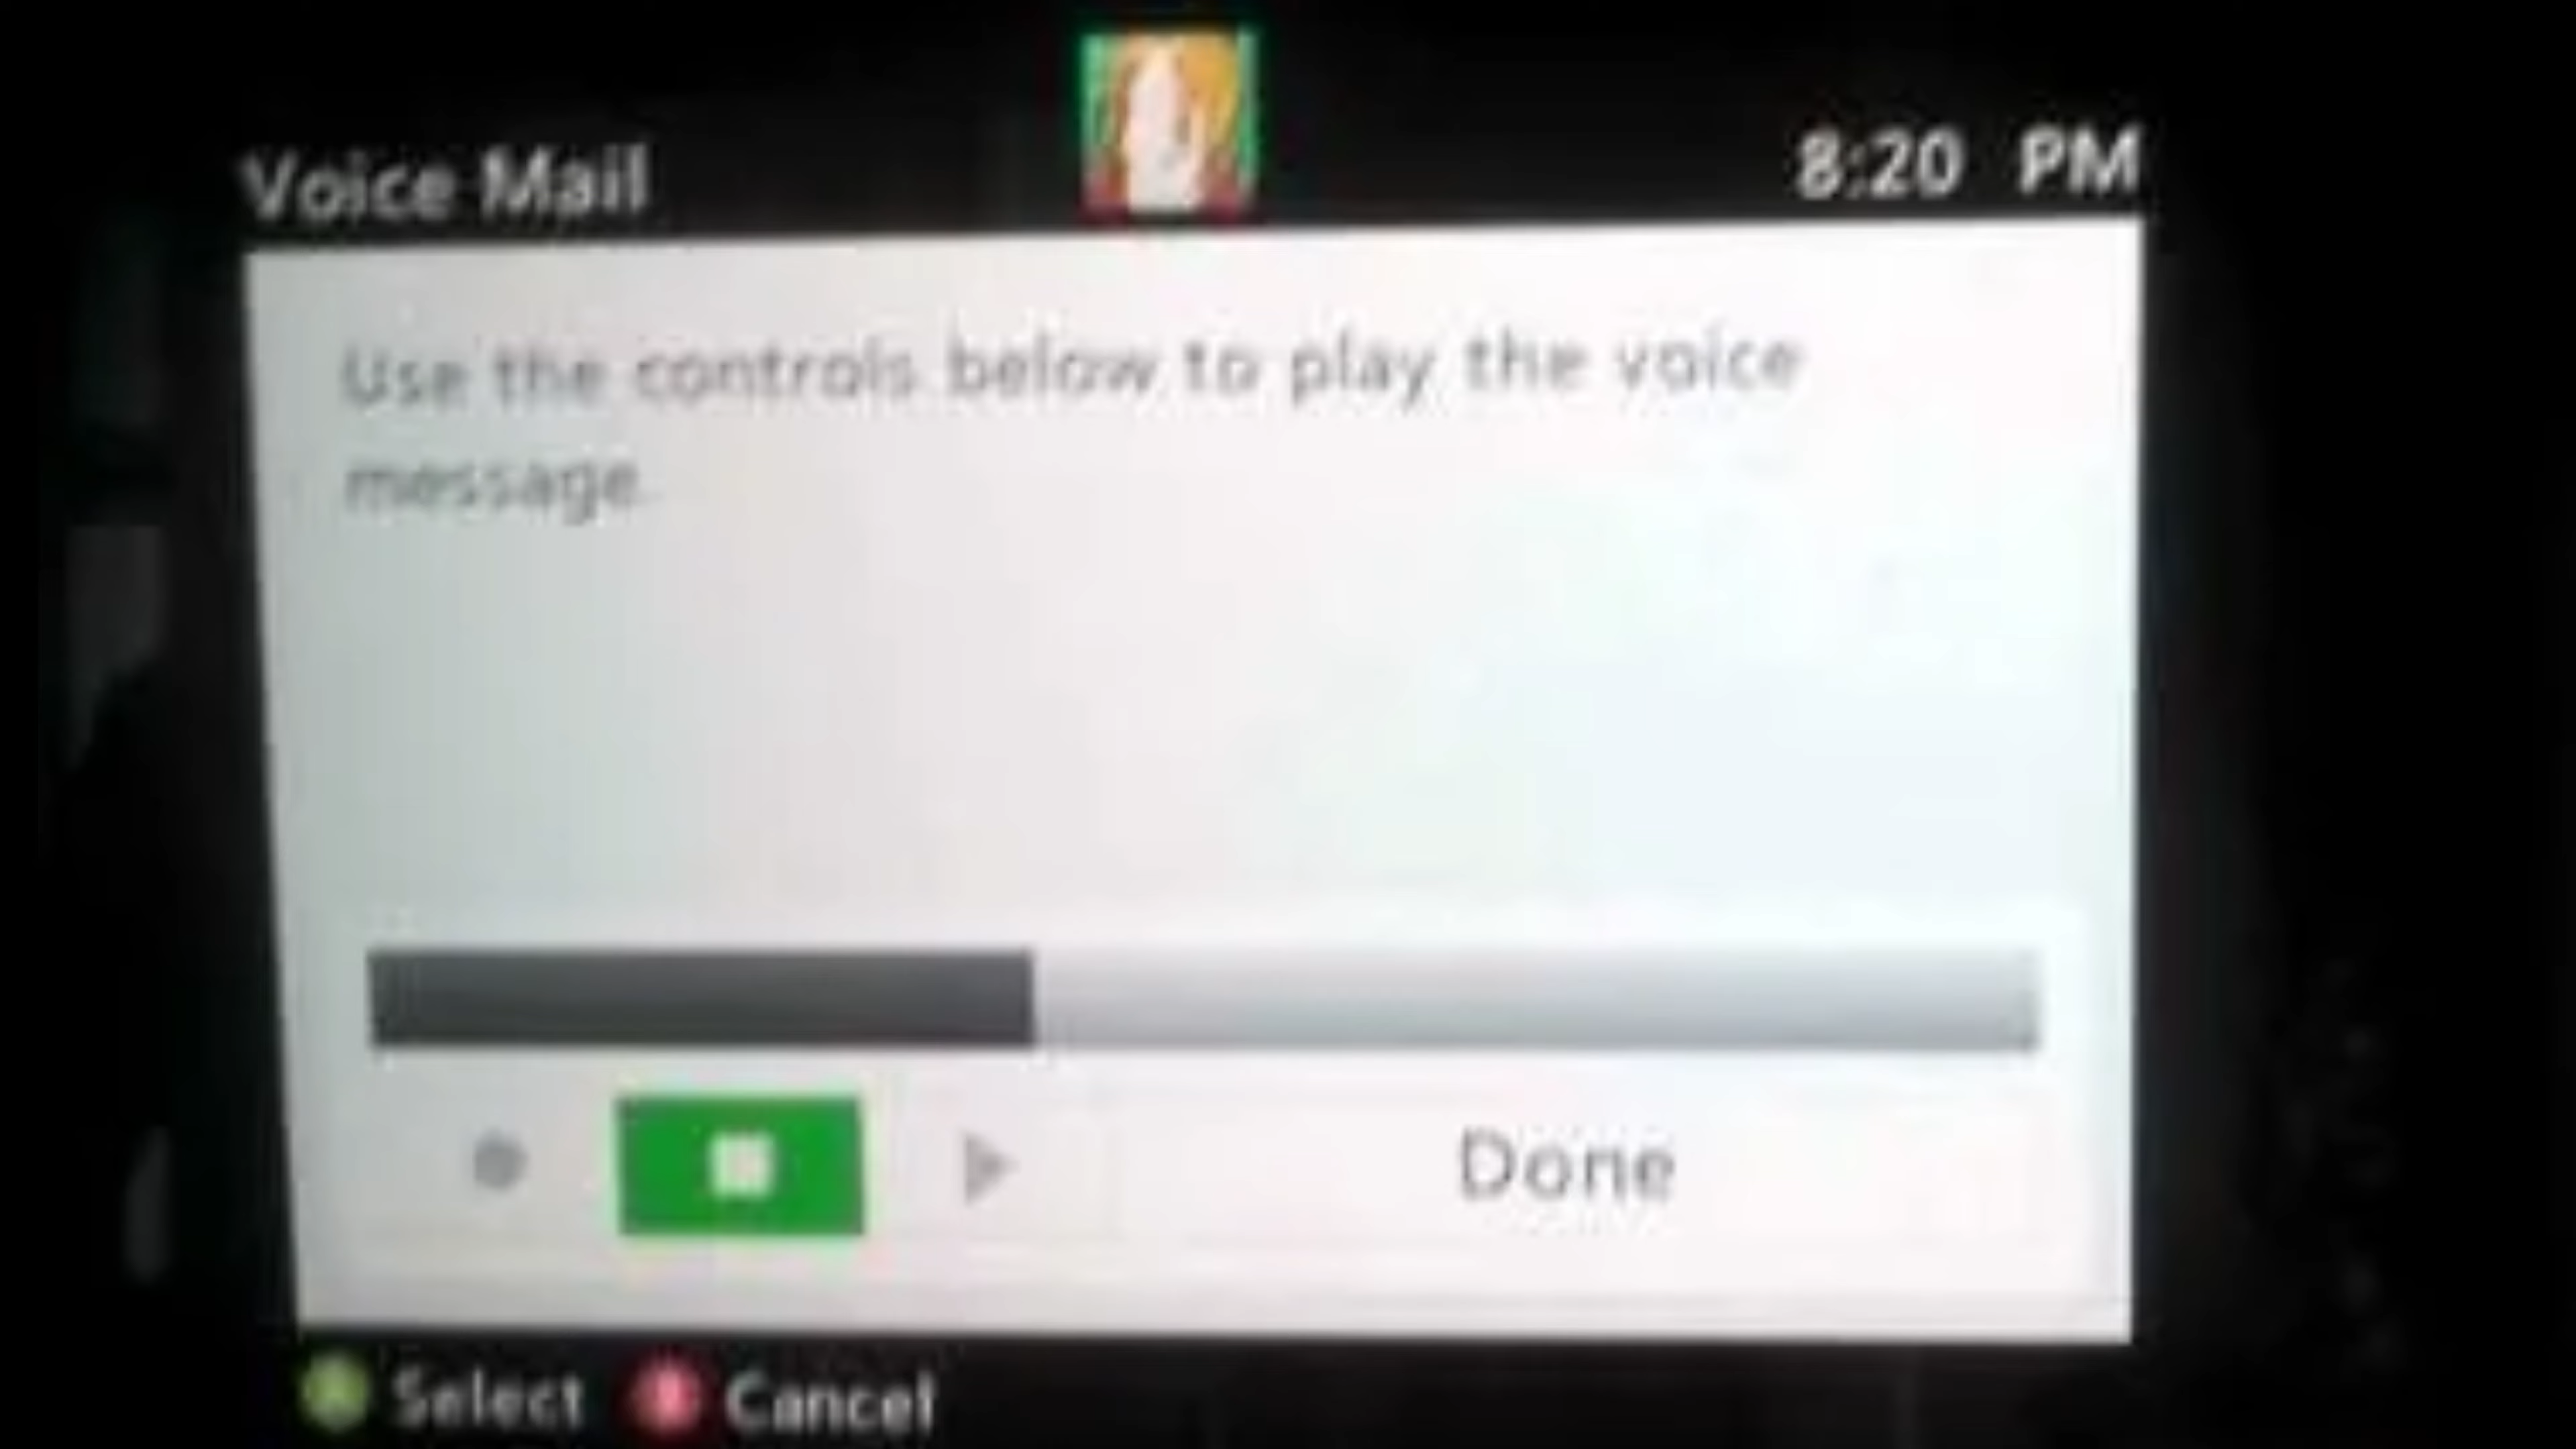 Voice Mail
8:20 PM
Use the controls below to play the voice
message
Done
Select
Cancel